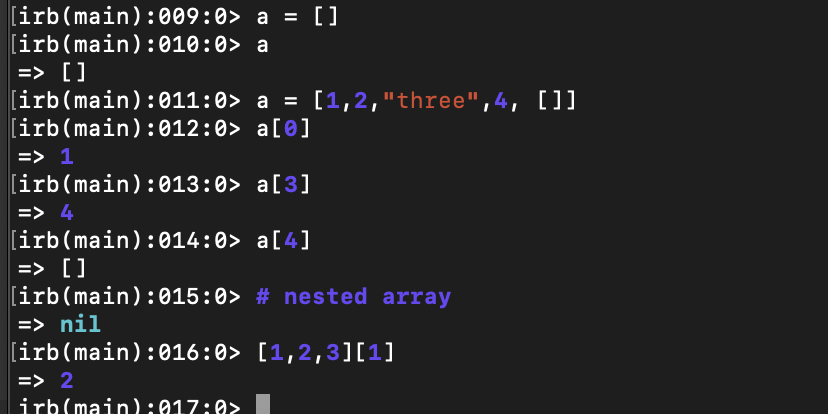 [irb(main):009:0> a = []
[irb(main):010:0> a
=> []
[irb(main):011:0> a = [1,2,"three",4, []]
[irb(main):012:0> a[0]
=> 1
[irb(main):013:0> a[3]
=> 4
[irb(main):014:0> a[4]
=> []
[irb(main):015:0> # nested array
=> nil
[irb(main):016:0> [1,2,3][1]
=> 2
irb(main):017:0>